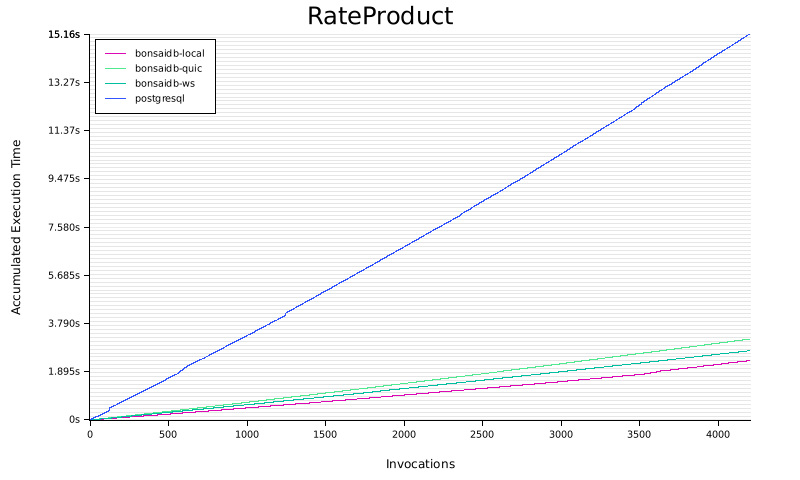 RateProduct
15.16s
13.27s
11.37s
9.475s
7.580s
5.685s
3.790s
1.895s
0s
bonsaidb-local
bonsaidb-quic
bonsaidb-ws
postgresql
Accumulated Execution Time
0 500 1000 1500 2000 2500 3000 3500 4000
Invocations